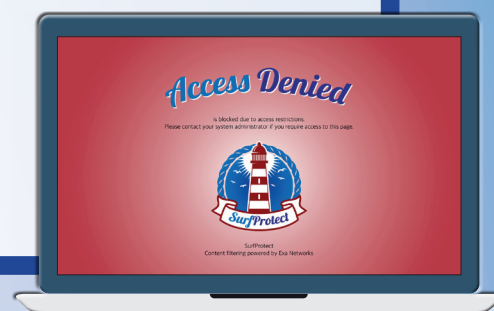 Access Denied
is blocked due to access restrictions.
Please contact your system administrator if you require access to this page.
SurfProtect
SurfProtect
Content filtering powered by Exa Networks